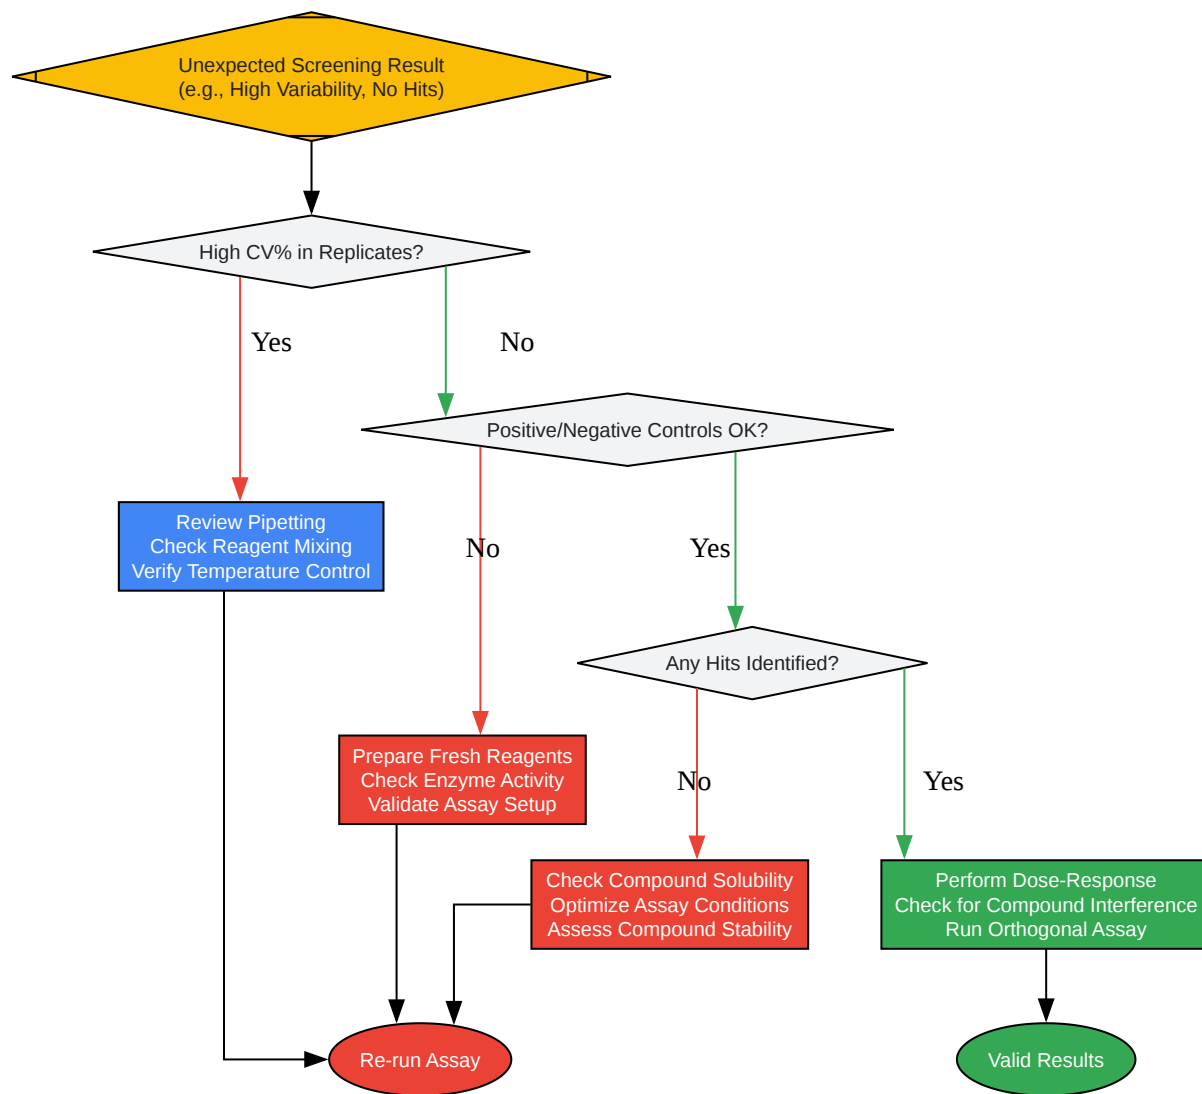 Unexpected Screening Result
(e.g., High Variability, No Hits)
High CV% in Replicates?
Yes
No
Positive/Negative Controls OK?
Review Pipetting
Check Reagent Mixing
Verify Temperature Control
No
Yes
Any Hits Identified?
Prepare Fresh Reagents
Check Enzyme Activity
Validate Assay Setup
No
Yes
Check Compound Solubility
Optimize Assay Conditions
Assess Compound Stability
Perform Dose-Response
Check for Compound Interference
Run Orthogonal Assay
Re-run Assay
Valid Results